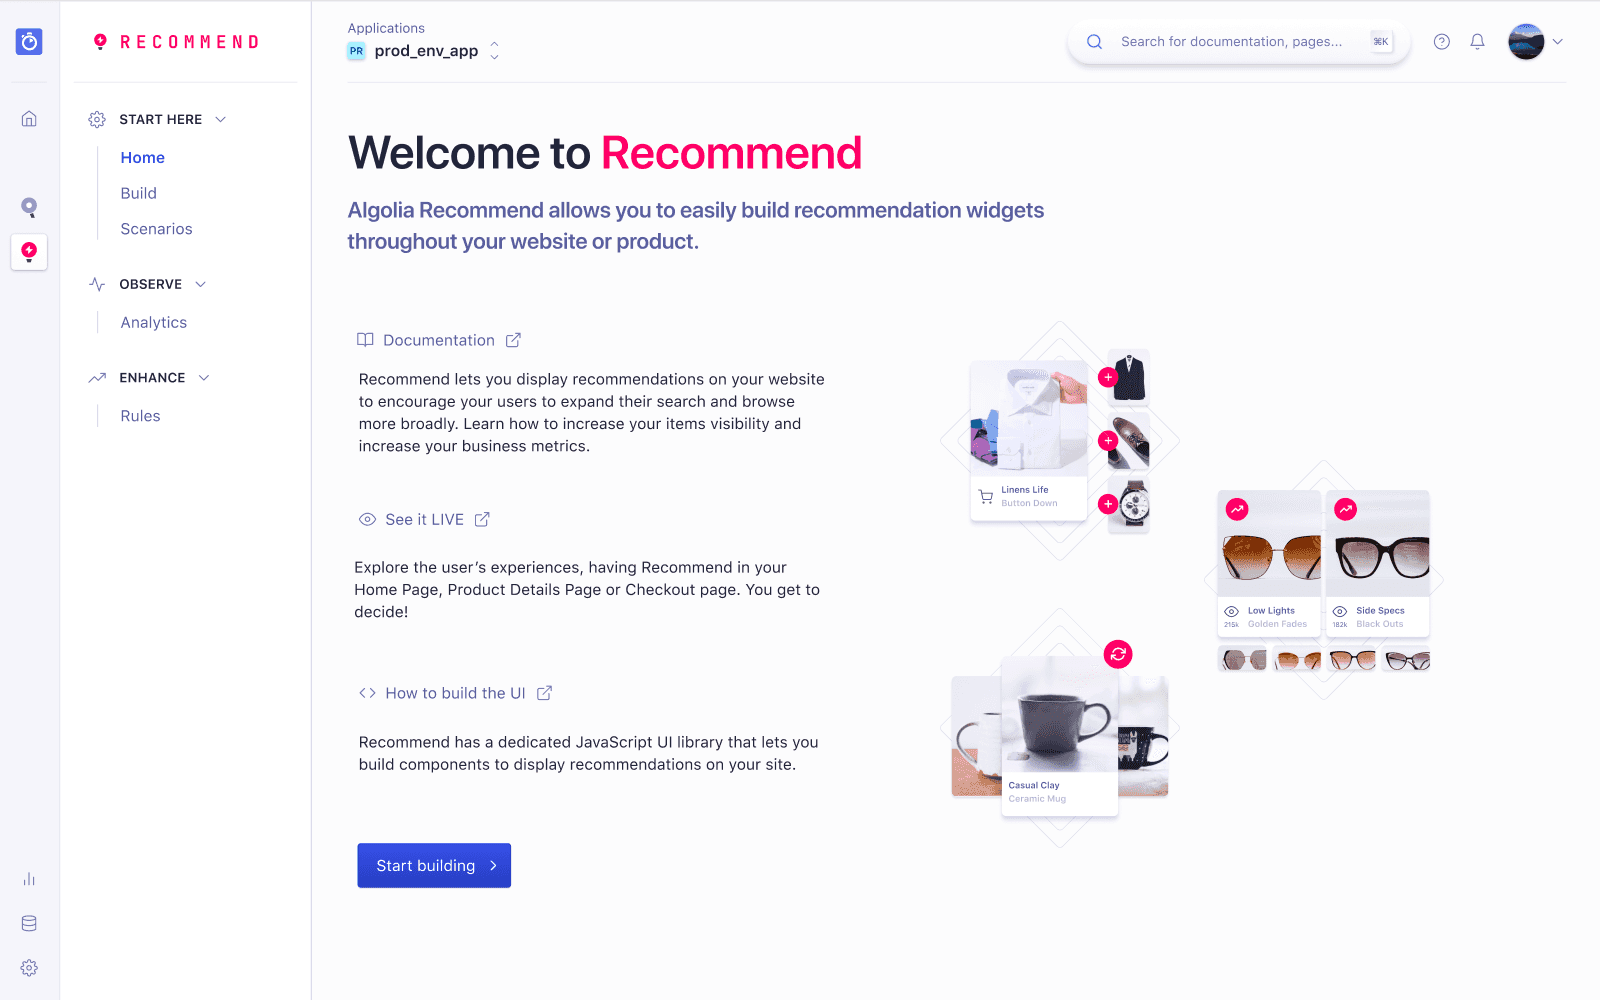 RECOMMEND
START HERE
Home
Build
Scenarios
OBSERVE
Analytics
ENHANCE
Rules
Applications
PR prod_env_app
Search for documentation, pages... ⌘K
Welcome to Recommend
Algolia Recommend allows you to easily build recommendation widgets
throughout your website or product.
Documentation
Recommend lets you display recommendations on your website
to encourage your users to expand their search and browse
more broadly. Learn how to increase your items visibility and
increase your business metrics.
See it LIVE
Explore the user’s experiences, having Recommend in your
Home Page, Product Details Page or Checkout page. You get to
decide!
How to build the UI
Recommend has a dedicated JavaScript UI library that lets you
build components to display recommendations on your site.
Start building
Linens Life
Button Down
Low Lights
215k Golden Fades
Side Specs
182k Black Outs
Casual Clay
Ceramic Mug